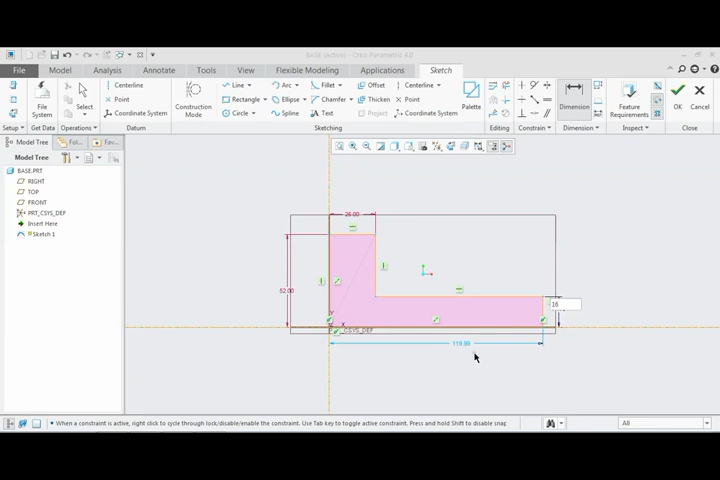 BASE (Active) - Creo Parametric 4.0
File Model Analysis Annotate Tools View Flexible Modeling Applications Sketch
Centerline Line Arc Fillet Offset Centerline
Point Rectangle Ellipse Chamfer Thicken Point
Coordinate System Circle Spline Text Project Coordinate System
File System
Select
Construction Mode
Palette
Dimension
Feature Requirements
OK Cancel
Setup Get Data Operations Datum Sketching Editing Constrain Dimension Inspect Close
Model Tree Fol... Fav...
Model Tree
BASE.PRT
RIGHT
TOP
FRONT
PRT_CSYS_DEF
Insert Here
Sketch 1
26.00
52.00
16
Y
X
_CSYS_DEF
When a constraint is active, right click to cycle through lock/disable/enable the constraint. Use Tab key to toggle active constraint. Press and hold Shift to disable snap
All